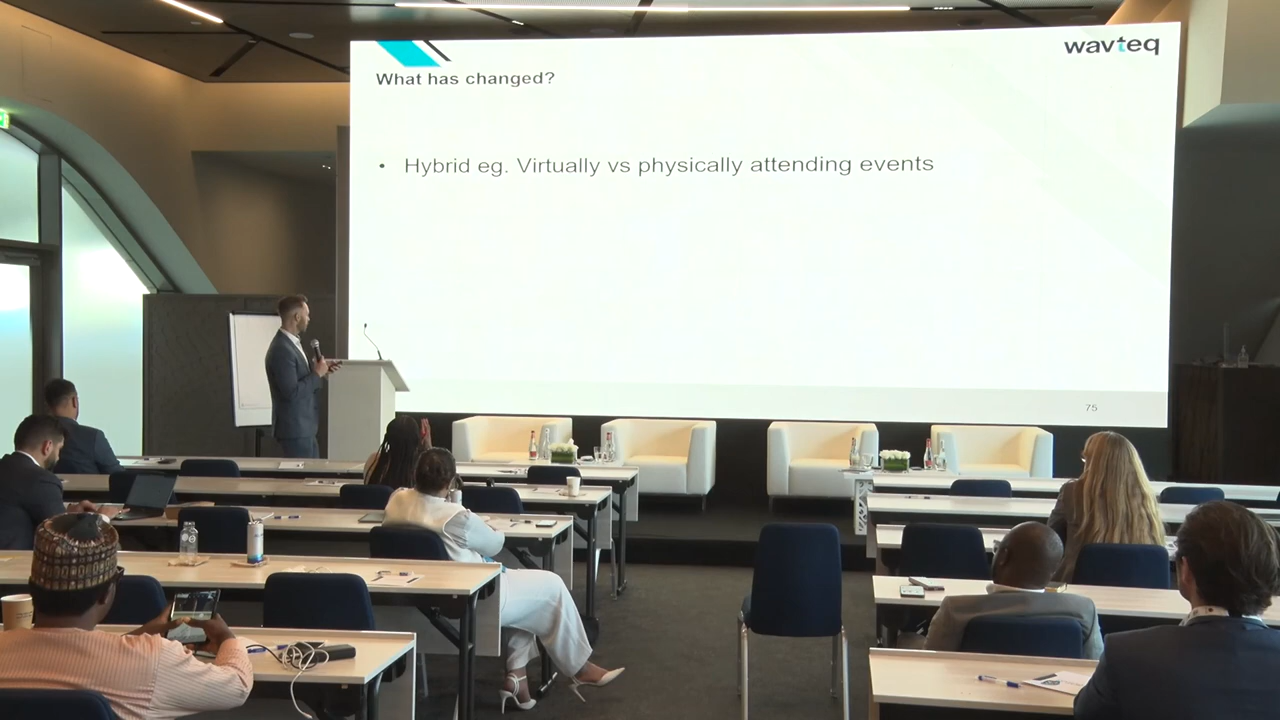 wavteq
What has changed?
• Hybrid eg. Virtually vs physically attending events
75